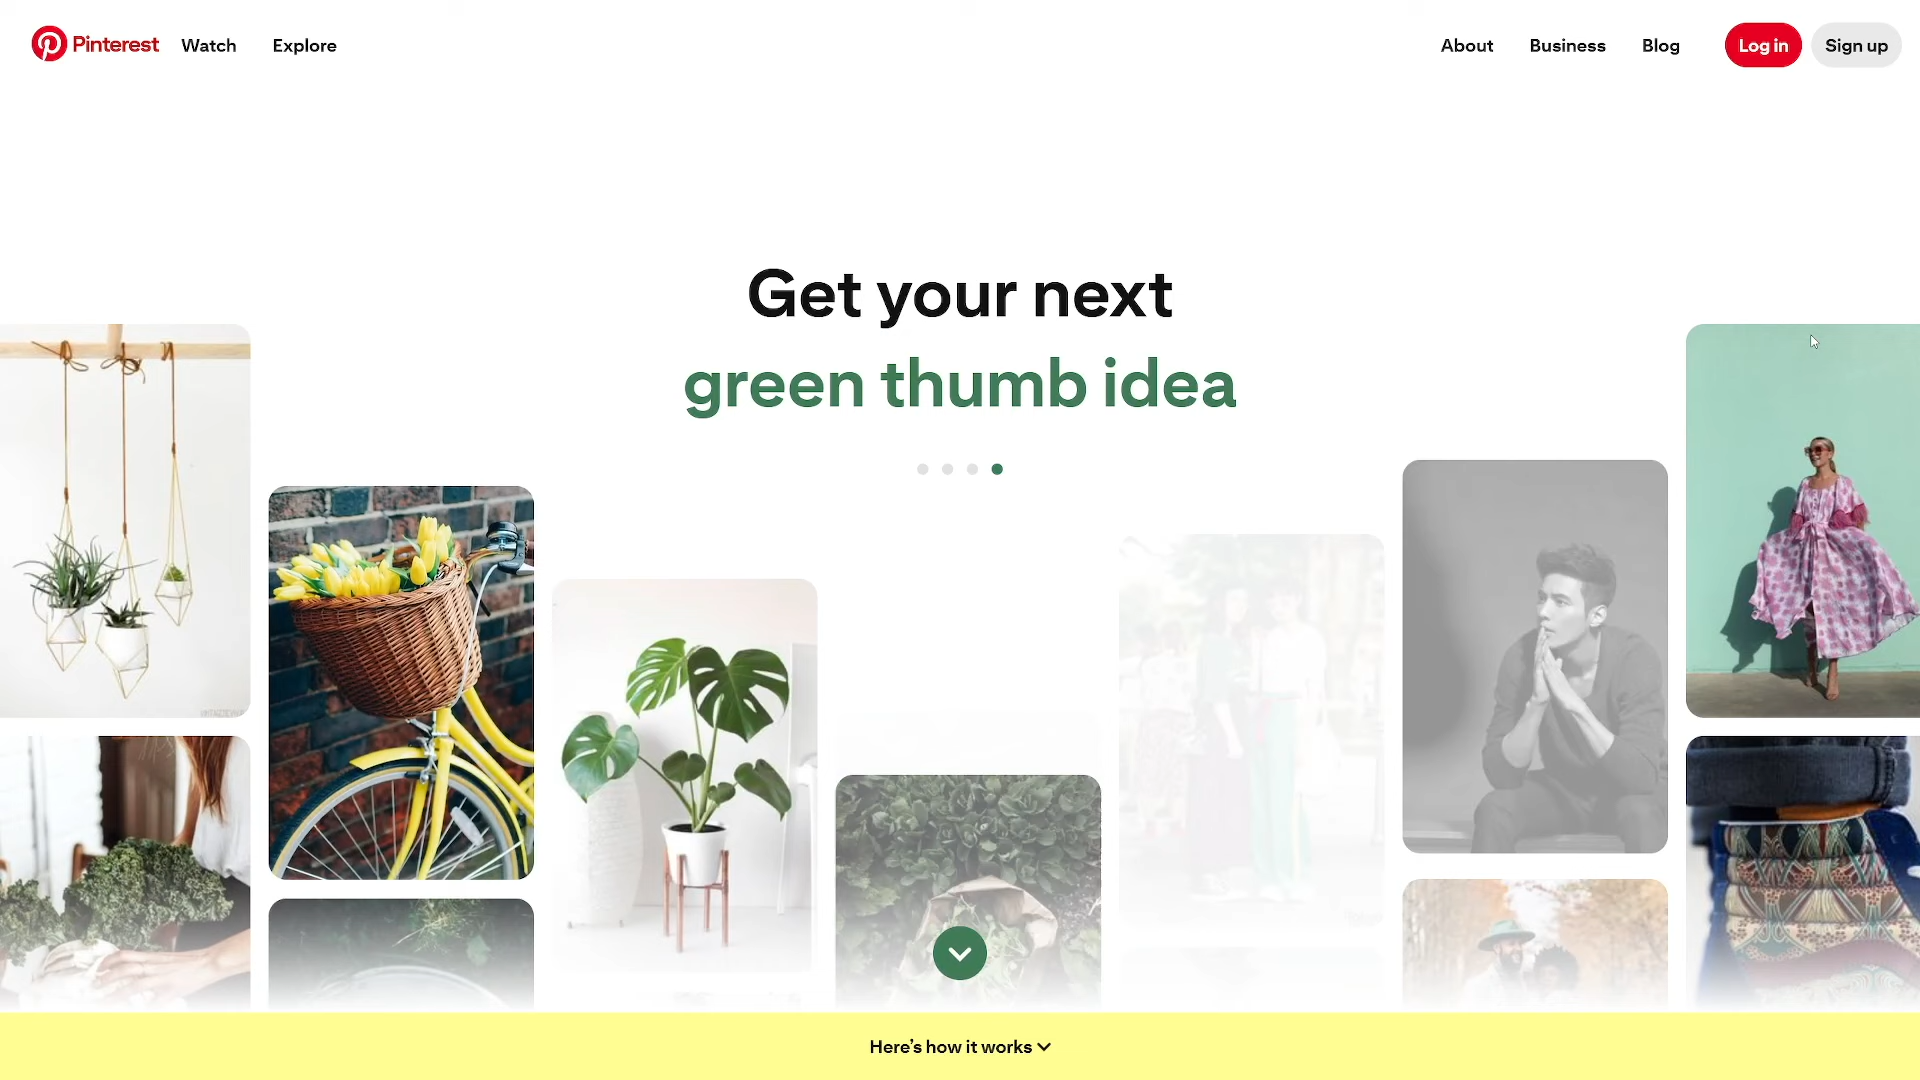 Pinterest
Watch
Explore
About
Business
Blog
Log in
Sign up
Get your next
green thumb idea
Here's how it works